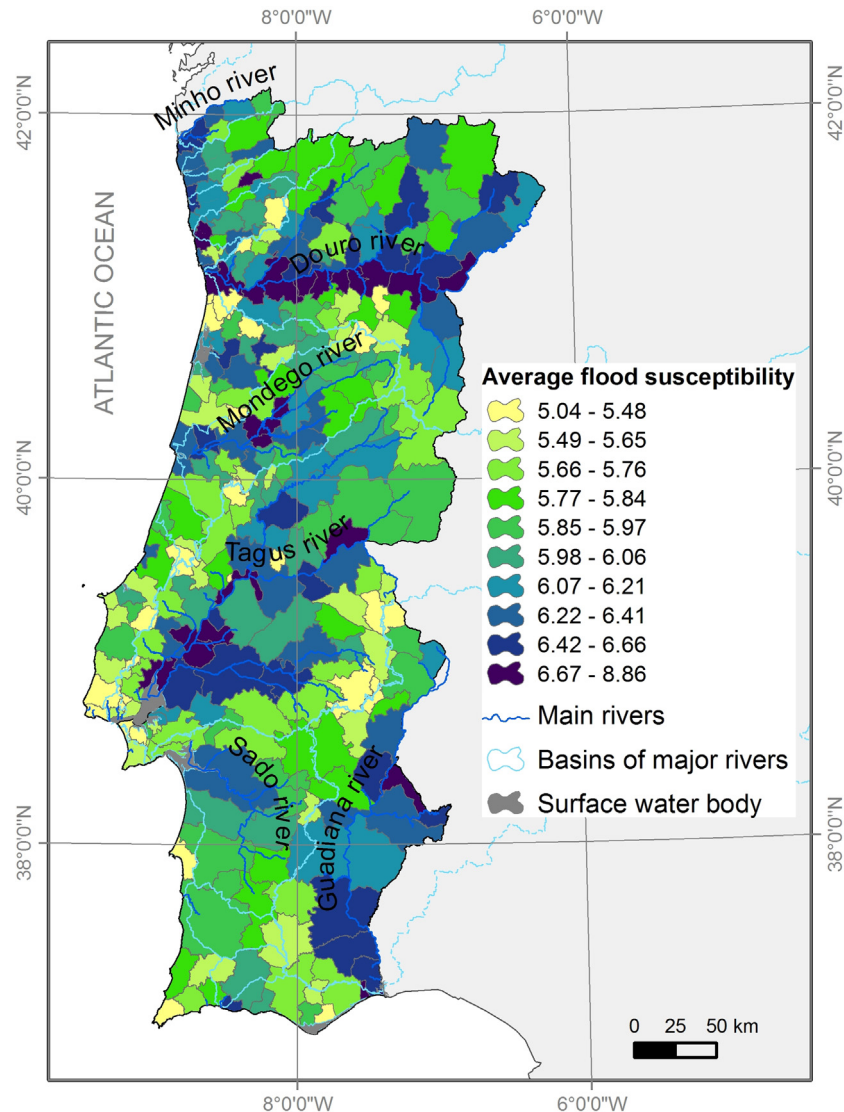 8°0'0"W
6°0'0"W
42°0'0"N
42°0'0"N
Minho river
ATLANTIC OCEAN
Douro river
Mondego river
Average flood susceptibility
5.04 - 5.48
5.49 - 5.65
5.66 - 5.76
5.77 - 5.84
5.85 - 5.97
5.98 - 6.06
6.07 - 6.21
6.22 - 6.41
6.42 - 6.66
6.67 - 8.86
Main rivers
Basins of major rivers
Surface water body
40°0'0"N
40°0'0"N
Tagus river
Sado river
Guadiana river
38°0'0"N
38°0'0"N
0 25 50 km
8°0'0"W
6°0'0"W